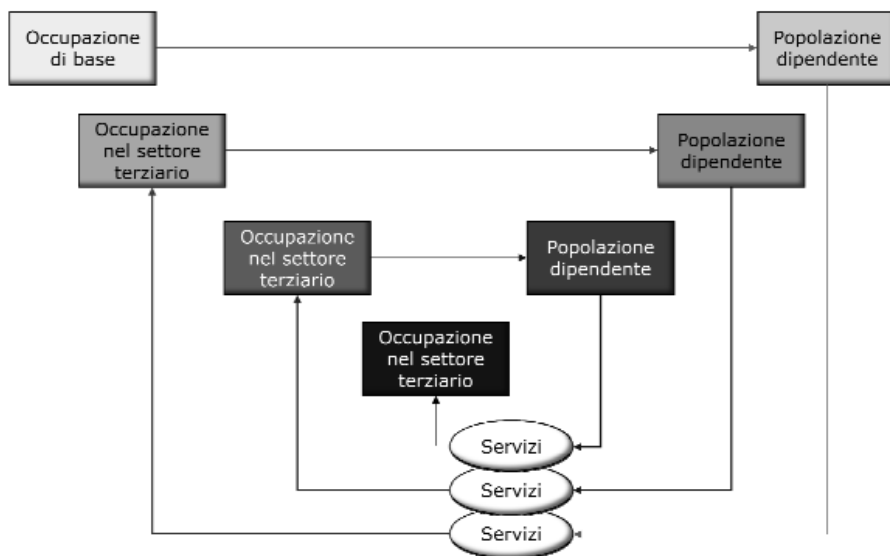 Occupazione
di base
Popolazione
dipendente
Occupazione
nel settore
terziario
Popolazione
dipendente
Occupazione
nel settore
terziario
Popolazione
dipendente
Occupazione
nel settore
terziario
Servizi
Servizi
Servizi